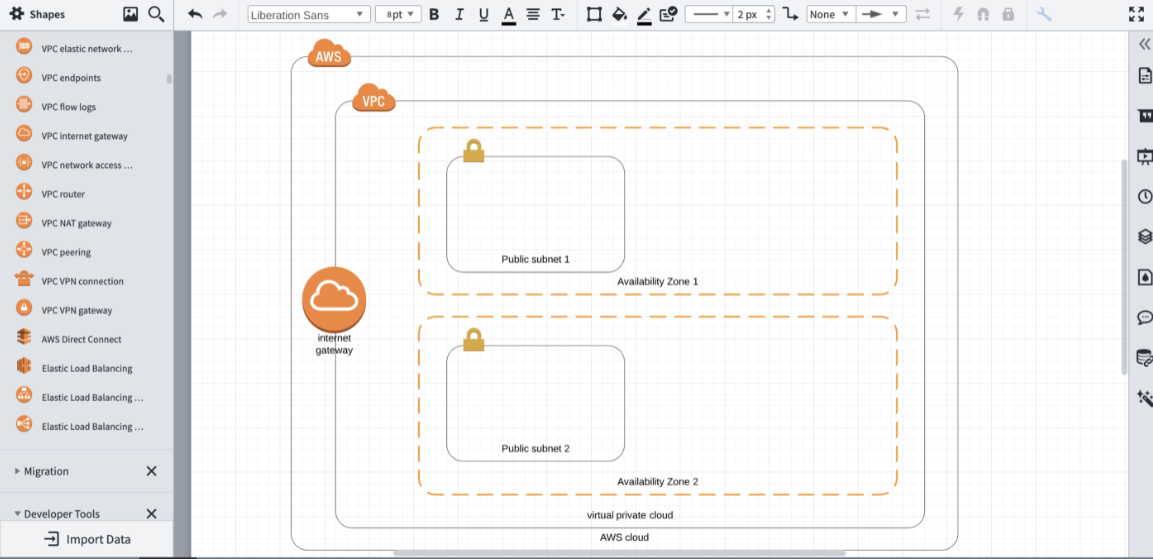 Shapes
Liberation Sans
8pt
B
I
U
A
T
2 px
None
VPC elastic network ...
VPC endpoints
VPC flow logs
VPC internet gateway
VPC network access ...
VPC router
VPC NAT gateway
VPC peering
VPC VPN connection
VPC VPN gateway
AWS Direct Connect
Elastic Load Balancing
Elastic Load Balancing ...
Elastic Load Balancing ...
Migration
Developer Tools
Import Data
AWS
VPC
Public subnet 1
Availability Zone 1
internet
gateway
Public subnet 2
Availability Zone 2
virtual private cloud
AWS cloud